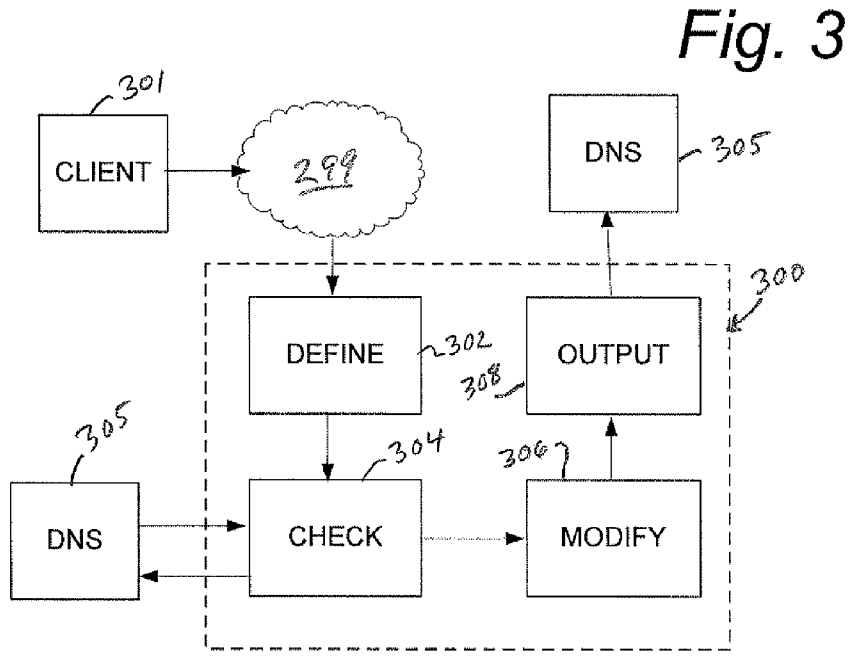 Fig. 3
301
CLIENT
299
DNS
305
300
DEFINE
302
OUTPUT
308
305
304
306
DNS
CHECK
MODIFY